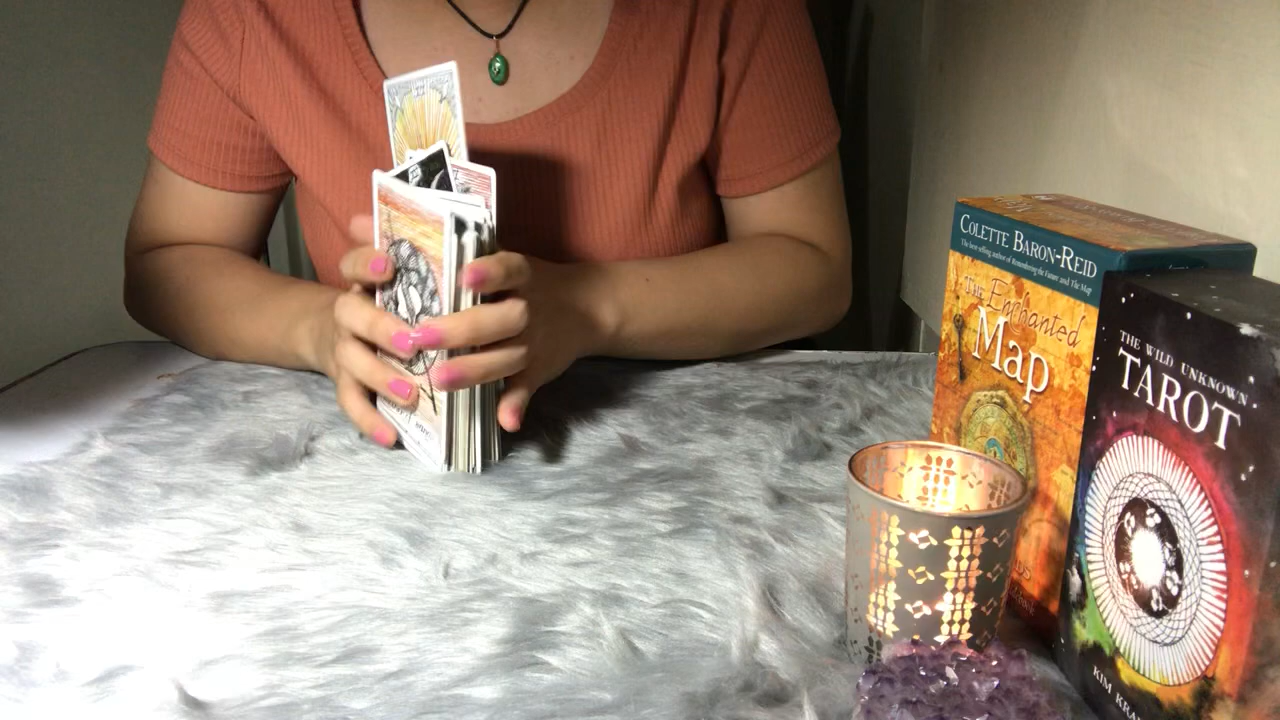 COLETTE BARON-REID
The best-selling author of Remembering the Future and The Map
THE Enchanted
Map
THE WILD UNKNOWN
TAROT